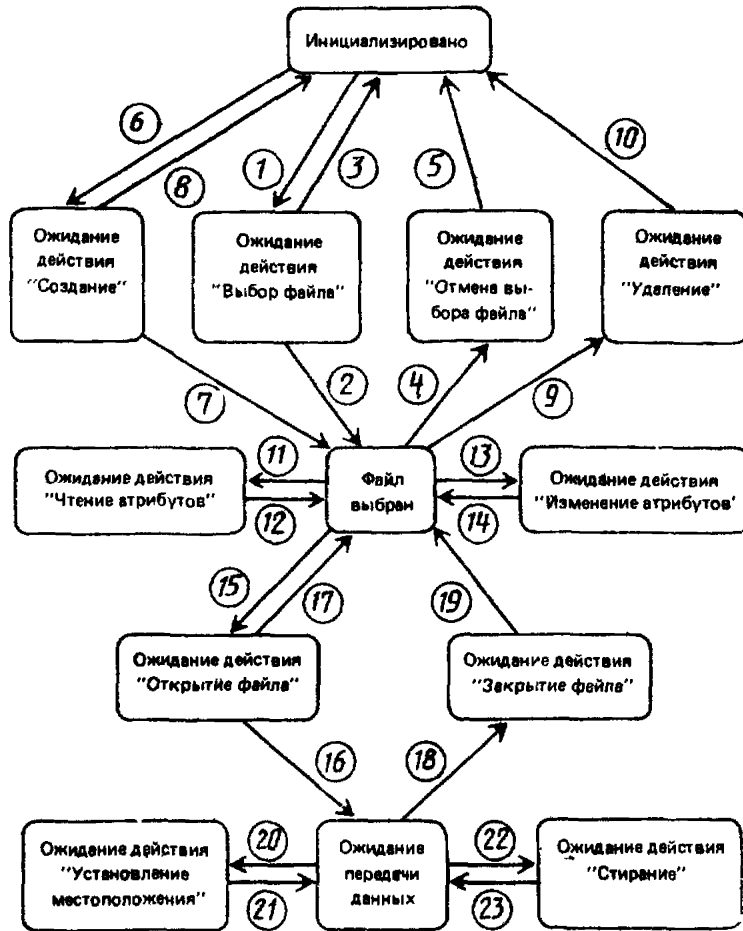 Инициализировано
6
8
1
3
5
10
Ожидание
действия
"Создание"
Ожидание
действия
"Выбор файла"
Ожидание
действия
"Отмена вы-
бора файла"
Ожидание
действия
"Удаление"
7
2
4
9
Ожидание действия
"Чтение атрибутов"
11
12
Файл
выбран
13
14
Ожидание действия
"Изменение атрибутов'
15
17
19
Ожидание действия
"Открытие файла"
Ожидание действия
"Закрытие файла"
16
18
Ожидание действия
"Установление
местоположения"
20
21
Ожидание
передачи
данных
22
23
Ожидание действия
"Стирание"